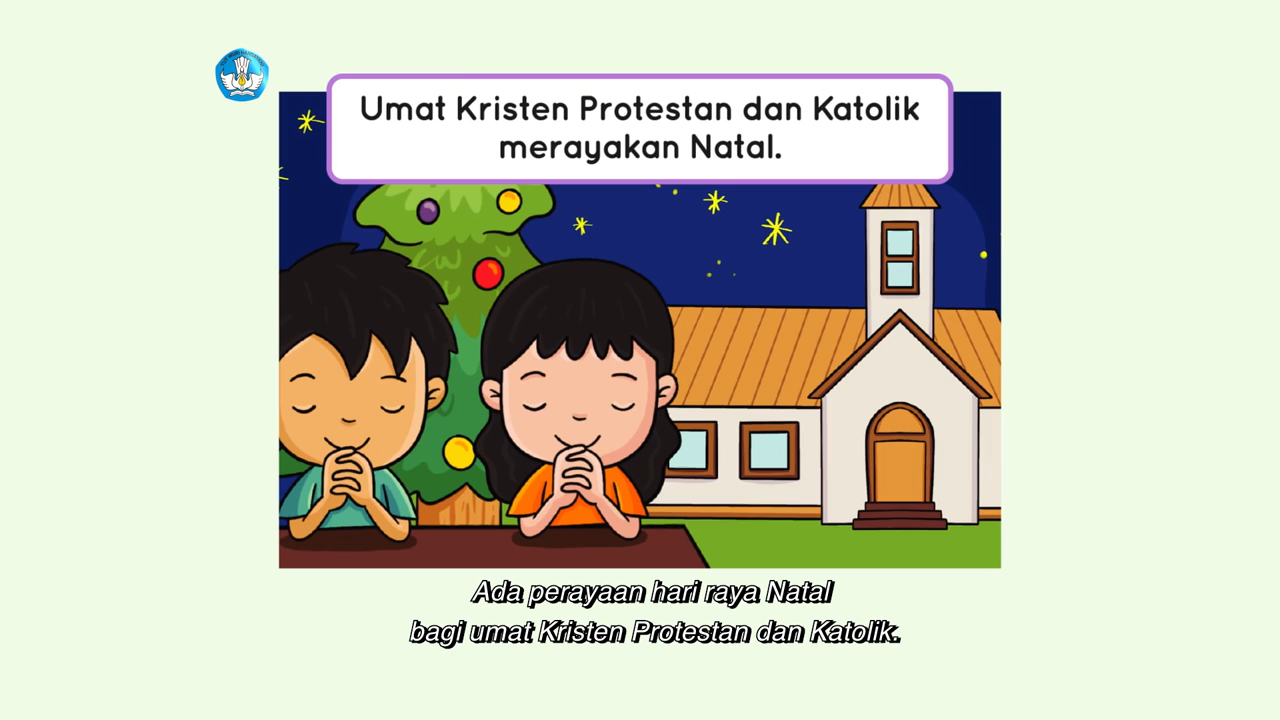 Umat Kristen Protestan dan Katolik
merayakan Natal.
Ada perayaan hari raya Natal
bagi umat Kristen Protestan dan Katolik.